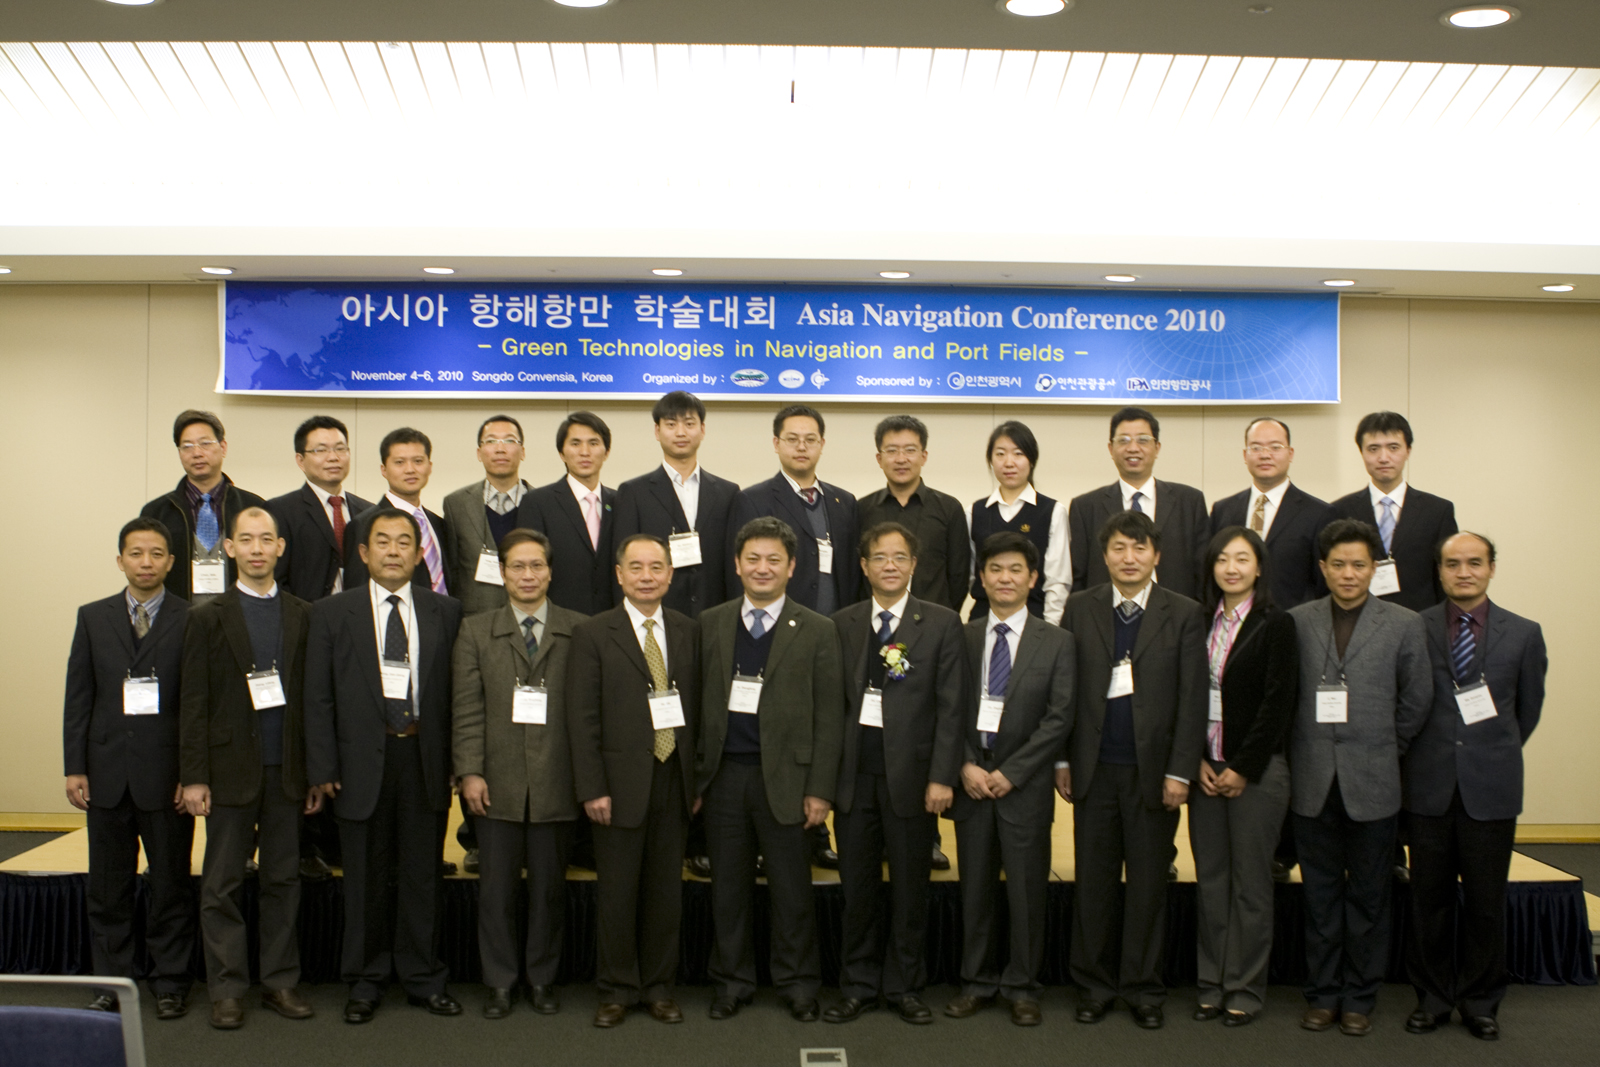 아시아 항해항만 학술대회 Asia Navigation Conference 2010
- Green Technologies in Navigation and Port Fields -
November 4-6, 2010 Songdo Convensia, Korea Organized by : Sponsored by : 인천광역시 인천관광공사 IPA 인천항만공사